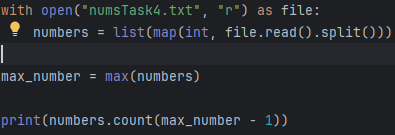 with open("numsTask4.txt", "r") as file:
    numbers = list(map(int, file.read().split()))
max_number = max(numbers)
print(numbers.count(max_number - 1))